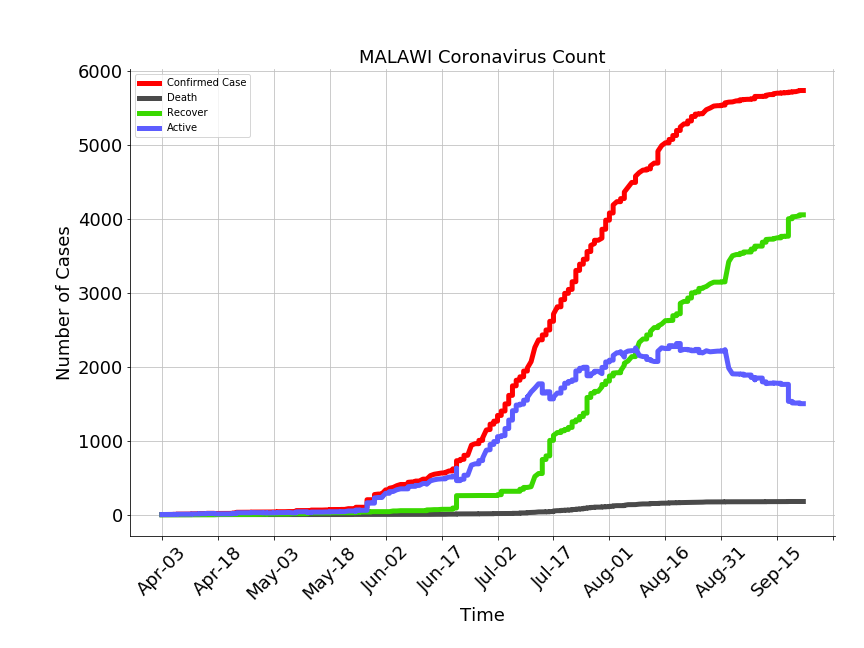 MALAWI Coronavirus Count
Confirmed Case
Death
Recover
Active
Number of Cases
6000
5000
4000
3000
2000
1000
0
Apr-03
Apr-18
May-03
May-18
Jun-02
Jun-17
Jul-02
Jul-17
Aug-01
Aug-16
Aug-31
Sep-15
Time